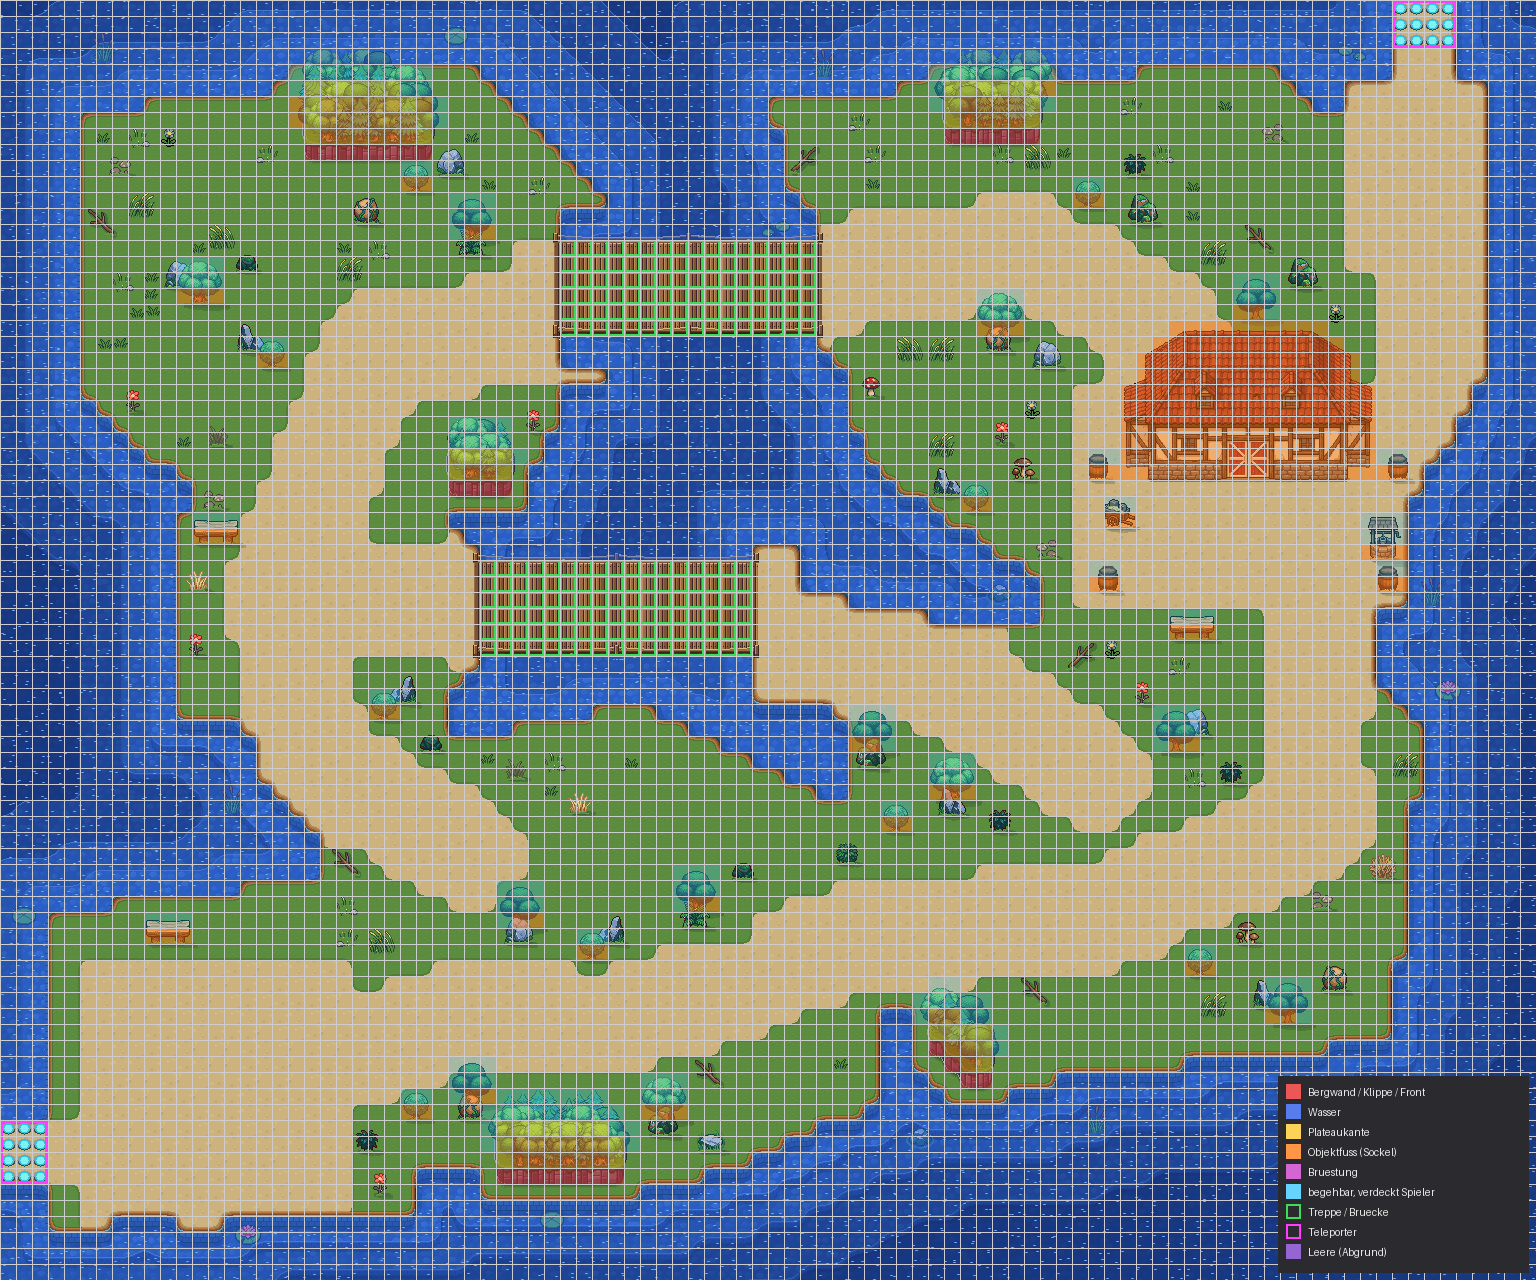 Bergwand / Klippe / Front
Wasser
Plateaukante
Objektfuss (Sockel)
Bruestung
begehbar, verdeckt Spieler
Treppe / Bruecke
Teleporter
Leere (Abgrund)